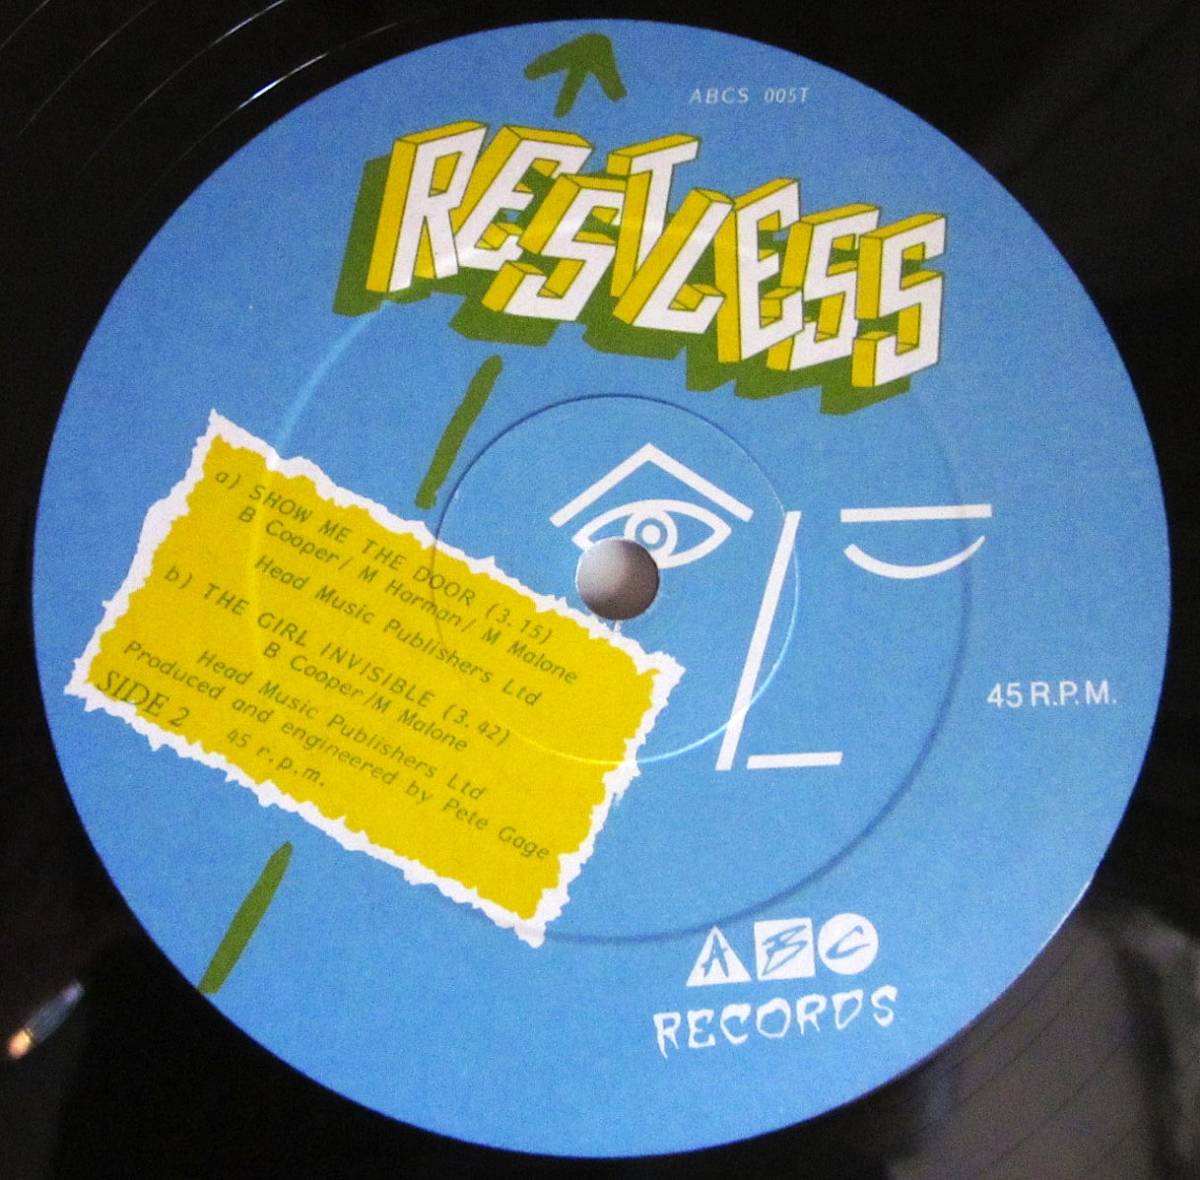 ABCS 005T
RESTLESS
a) SHOW ME THE DOOR (3.15)
B Cooper/ M Harman/ M Malone
Head Music Publishers Ltd
b) THE GIRL INVISIBLE (3.42)
B Cooper/M Malone
Head Music Publishers Ltd
Produced and engineered by Pete Gage
SIDE 2
45 r.p.m.
45 R.P.M.
ABC
RECORDS